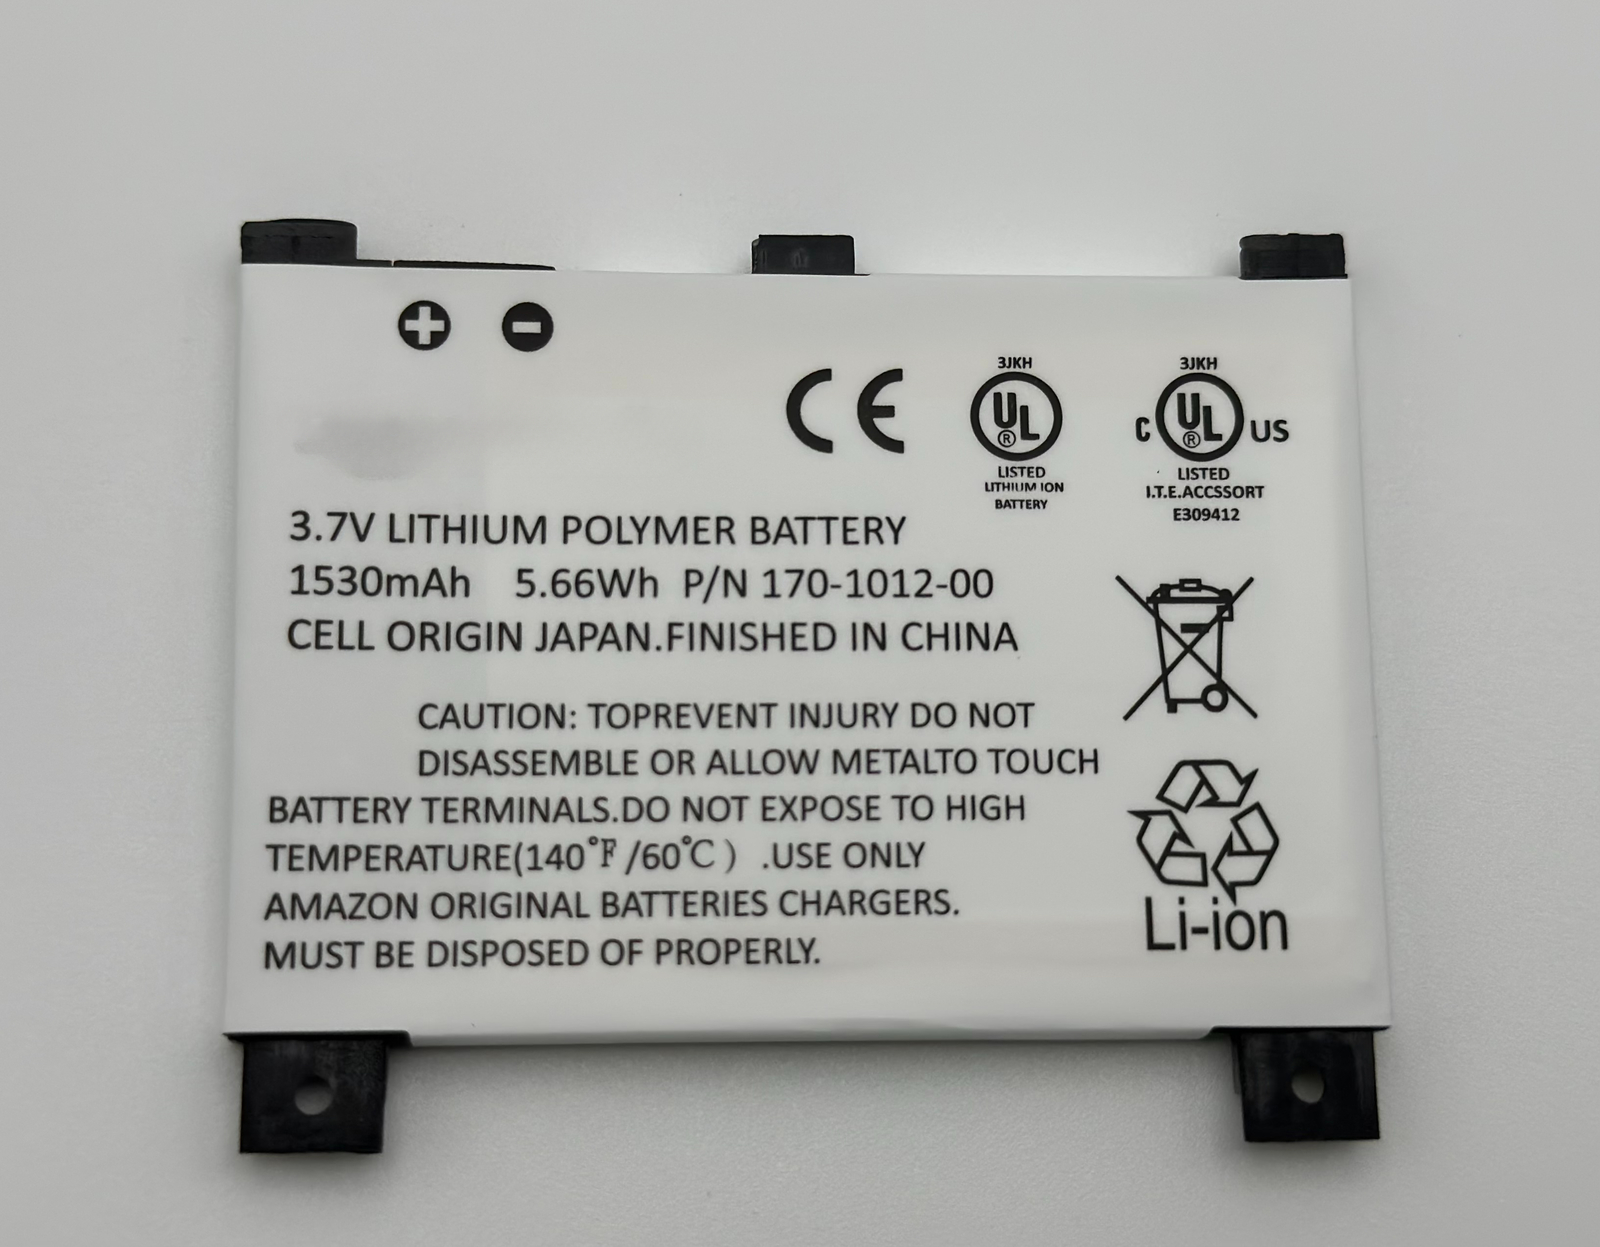 3JKH
3JKH
CE
UL
®
C UL US
®
LISTED
LITHIUM ION
BATTERY
LISTED
I.T.E.ACCSSORT
E309412
3.7V LITHIUM POLYMER BATTERY
1530mAh 5.66Wh P/N 170-1012-00
CELL ORIGIN JAPAN.FINISHED IN CHINA
CAUTION: TOPREVENT INJURY DO NOT
DISASSEMBLE OR ALLOW METALTO TOUCH
BATTERY TERMINALS.DO NOT EXPOSE TO HIGH
TEMPERATURE(140°F /60℃） .USE ONLY
AMAZON ORIGINAL BATTERIES CHARGERS.
MUST BE DISPOSED OF PROPERLY.
Li-ion